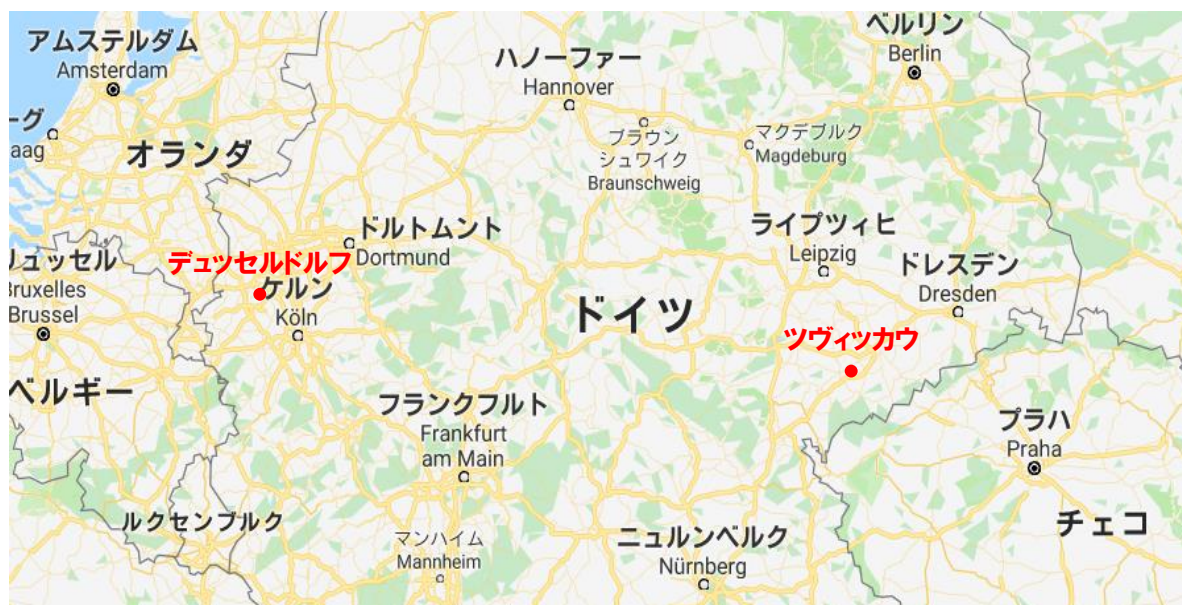 アムステルダム
Amsterdam
ハノーファー
Hannover
ベルリン
Berlin
ーグ
aag
オランダ
ブラウン
シュワイク
Braunschweig
マクデブルク
Magdeburg
ドルトムント
Dortmund
ライプツィヒ
Leipzig
リュッセル
Bruxelles
Brussel
デュッセルドルフ
ケルン
Köln
ドレスデン
Dresden
ドイツ
ツヴィッカウ
ベルギー
フランクフルト
Frankfurt
am Main
プラハ
Praha
ルクセンブルク
マンハイム
Mannheim
ニュルンベルク
Nürnberg
チェコ